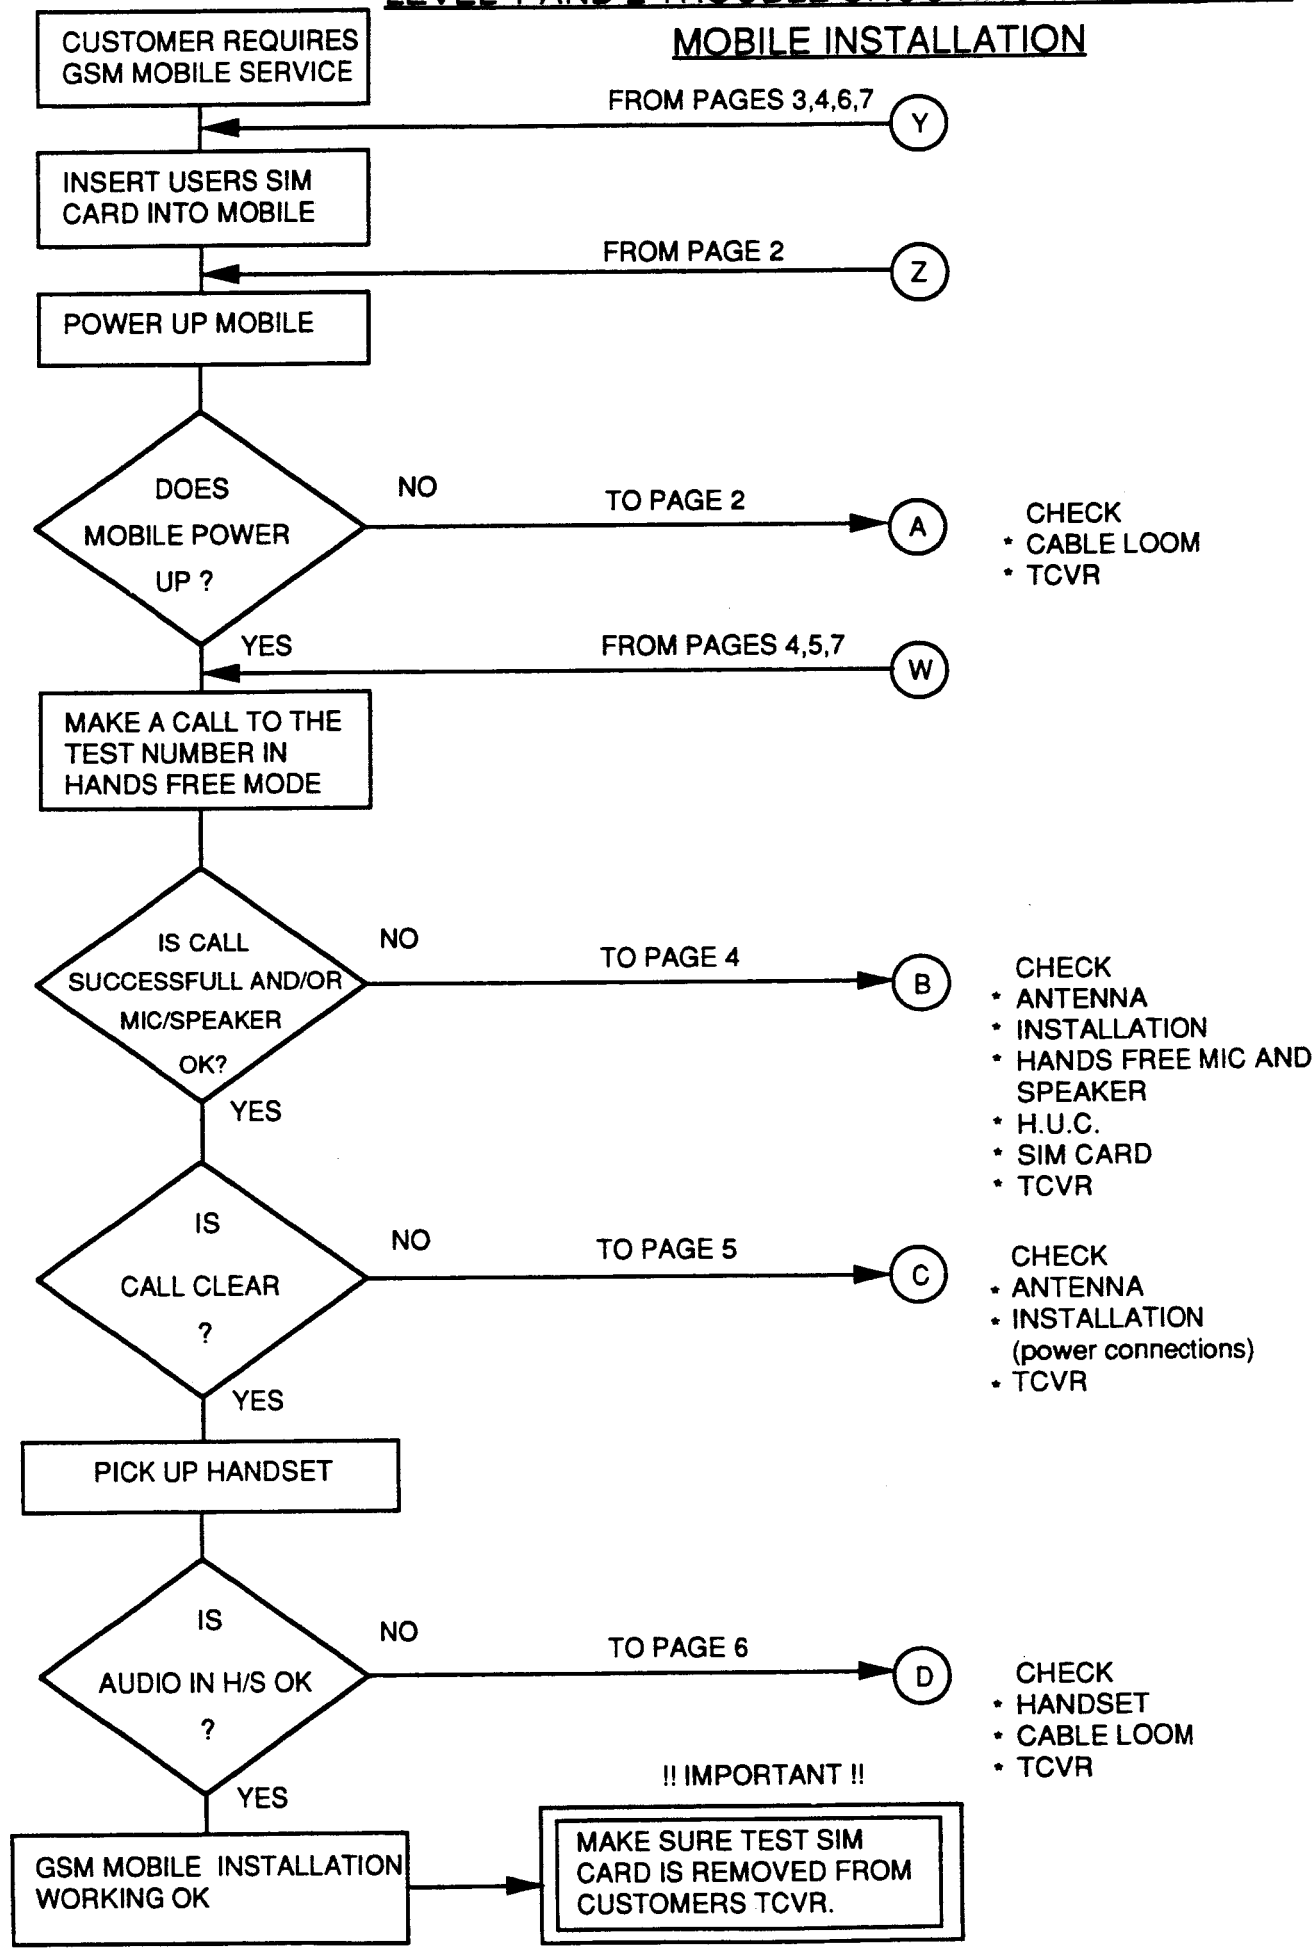 MOBILE INSTALLATION
CUSTOMER REQUIRES
GSM MOBILE SERVICE
FROM PAGES 3,4,6,7
Y
INSERT USERS SIM
CARD INTO MOBILE
FROM PAGE 2
Z
POWER UP MOBILE
DOES
MOBILE POWER
UP ?
NO
TO PAGE 2
A
CHECK
* CABLE LOOM
* TCVR
YES
FROM PAGES 4,5,7
W
MAKE A CALL TO THE
TEST NUMBER IN
HANDS FREE MODE
IS CALL
SUCCESSFULL AND/OR
MIC/SPEAKER
OK?
NO
TO PAGE 4
B
CHECK
* ANTENNA
* INSTALLATION
* HANDS FREE MIC AND
SPEAKER
* H.U.C.
* SIM CARD
* TCVR
YES
IS
CALL CLEAR
?
NO
TO PAGE 5
C
CHECK
* ANTENNA
* INSTALLATION
(power connections)
* TCVR
YES
PICK UP HANDSET
IS
AUDIO IN H/S OK
?
NO
TO PAGE 6
D
CHECK
* HANDSET
* CABLE LOOM
* TCVR
YES
GSM MOBILE INSTALLATION
WORKING OK
!! IMPORTANT !!
MAKE SURE TEST SIM
CARD IS REMOVED FROM
CUSTOMERS TCVR.